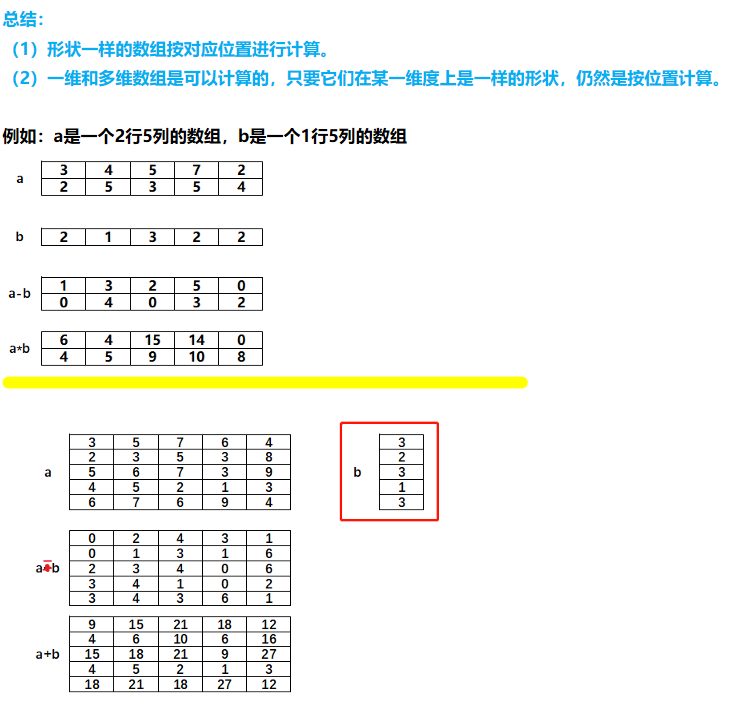 总结：
（1）形状一样的数组按对应位置进行计算。
（2）一维和多维数组是可以计算的，只要它们在某一维度上是一样的形状，仍然是按位置计算。
例如：a是一个2行5列的数组，b是一个1行5列的数组
3 4 5 7 2
a
2 5 3 5 4
b 2 1 3 2 2
1 3 2 5 0
a-b
0 4 0 3 2
6 4 15 14 0
a*b
4 5 9 10 8
3 5 7 6 4
2 3 5 3 8
a 5 6 7 3 9
4 5 2 1 3
6 7 6 9 4
3
2
b 3
1
3
0 2 4 3 1
0 1 3 1 6
a-b 2 3 4 0 6
3 4 1 0 2
3 4 3 6 1
9 15 21 18 12
4 6 10 6 16
a+b 15 18 21 9 27
4 5 2 1 3
18 21 18 27 12